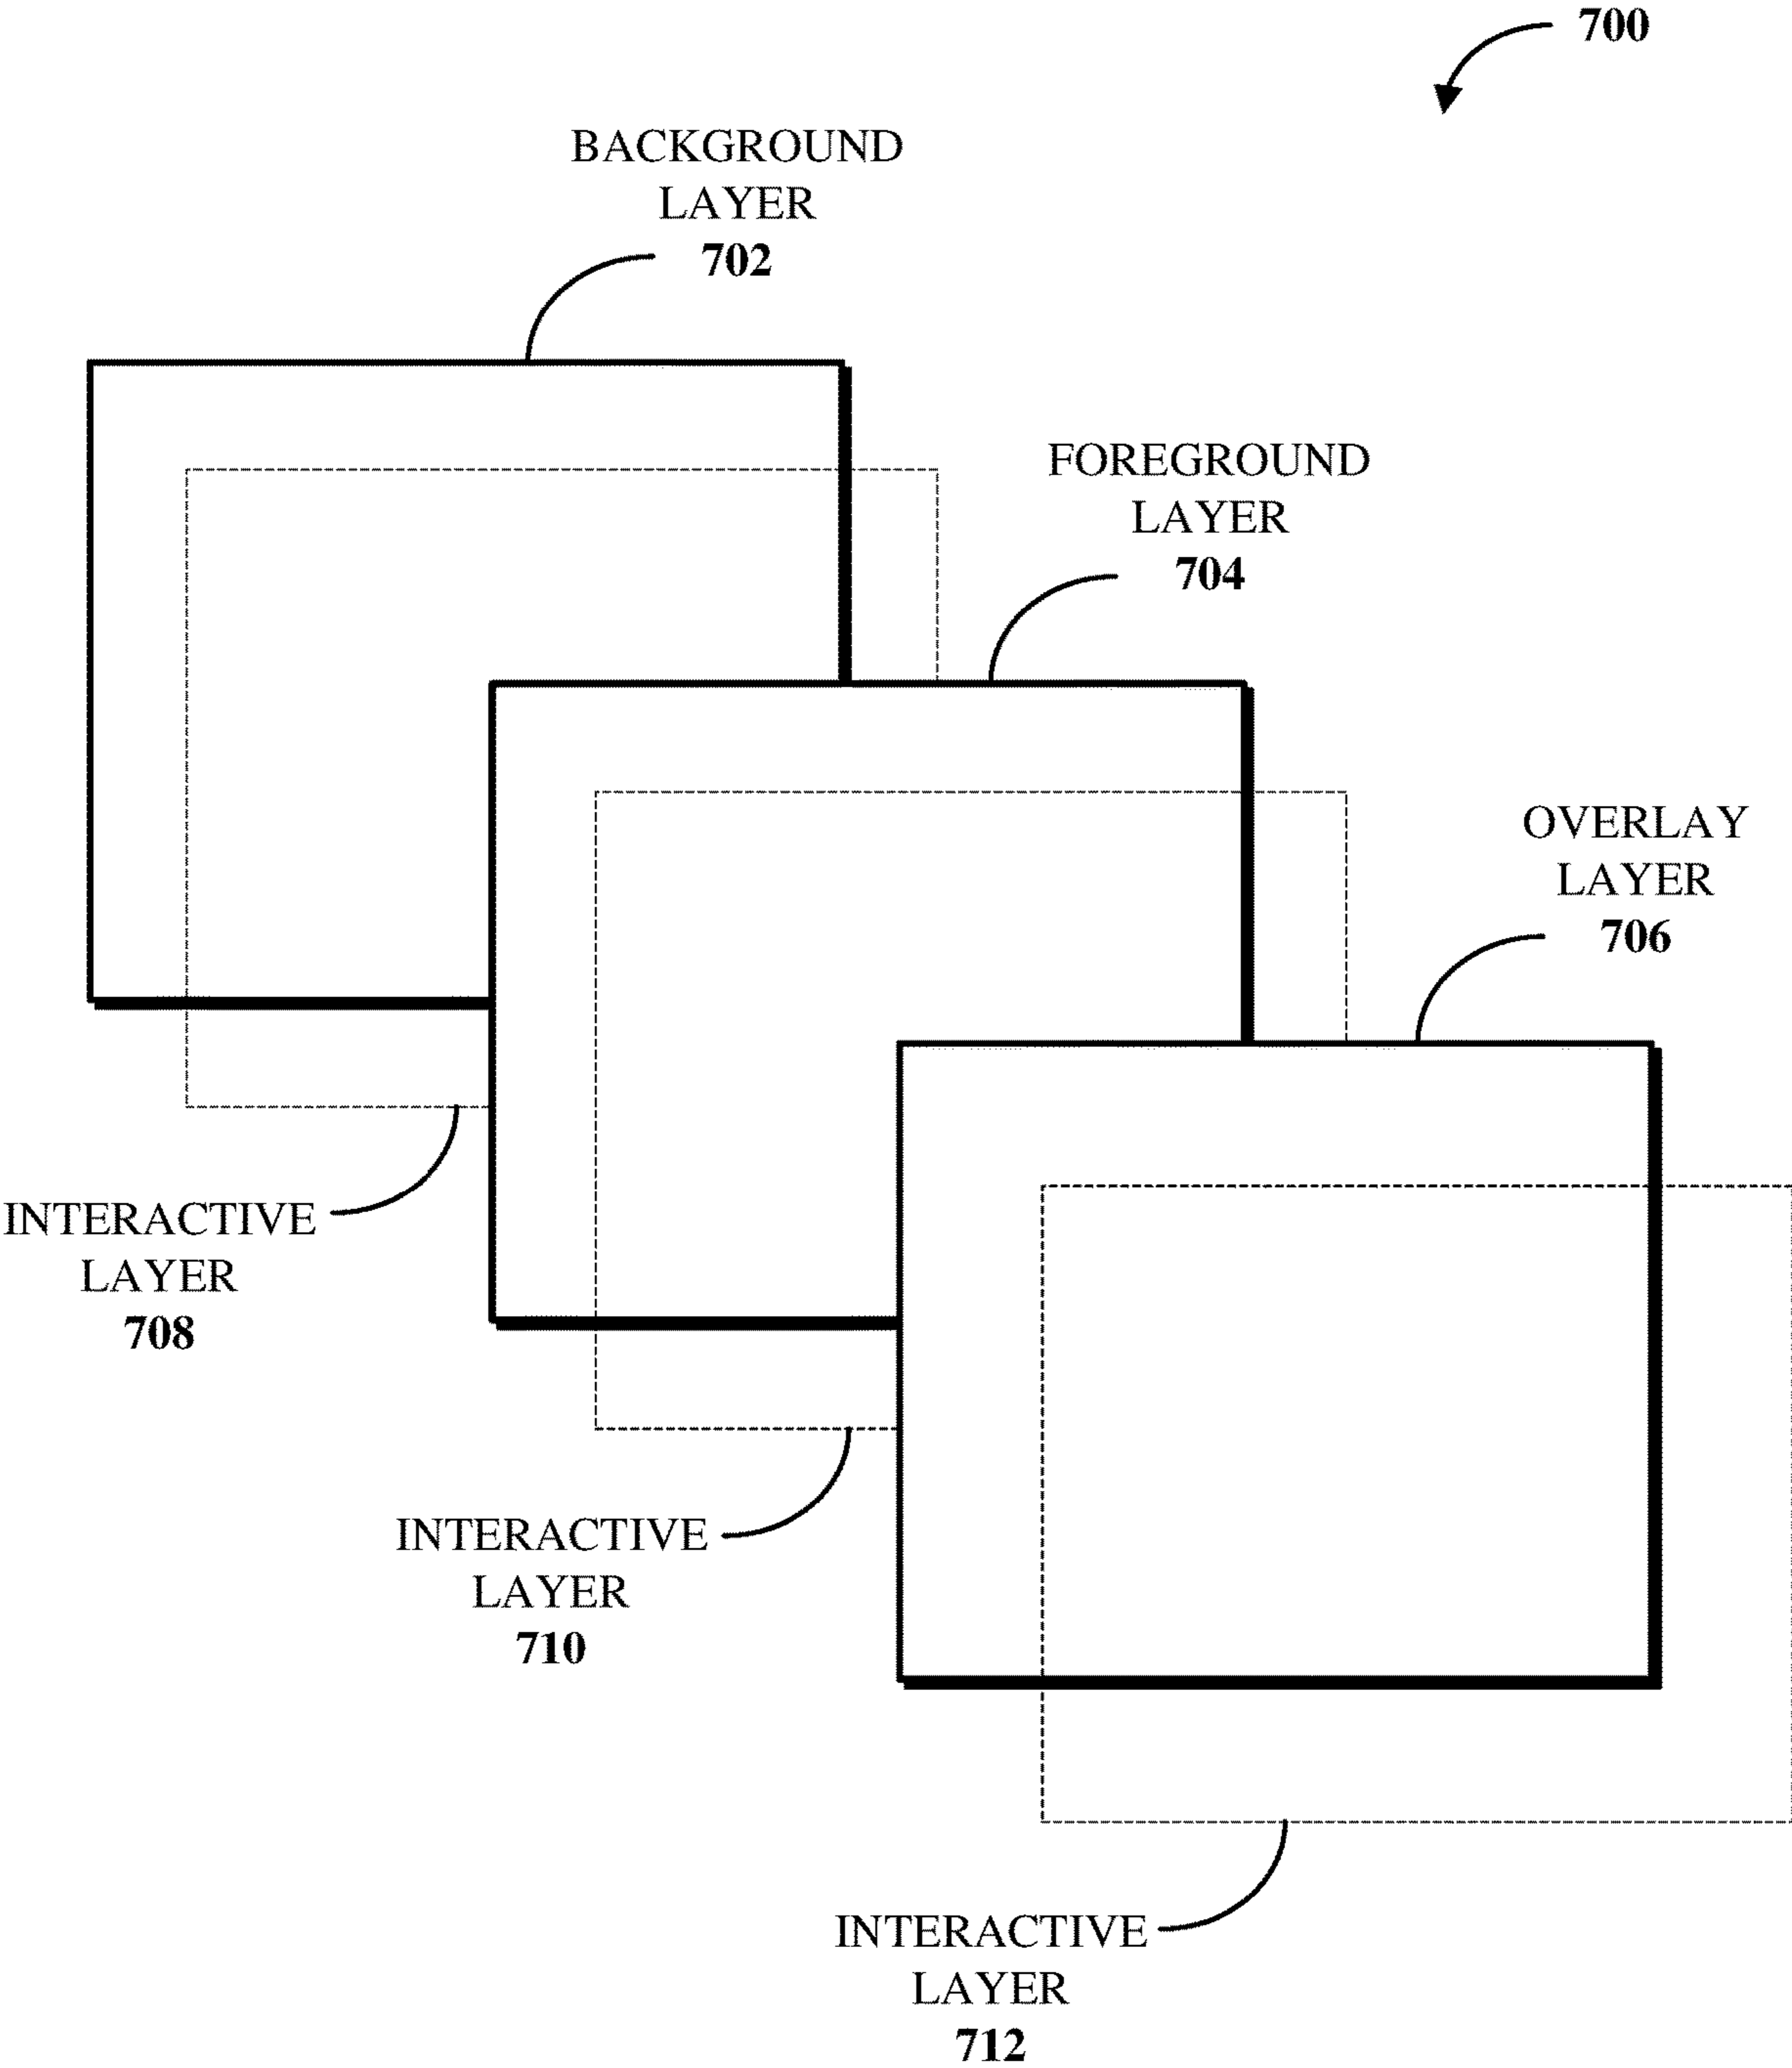 700
BACKGROUND
LAYER
702
FOREGROUND
LAYER
704
OVERLAY
LAYER
706
INTERACTIVE
LAYER
708
INTERACTIVE
LAYER
710
INTERACTIVE
LAYER
712